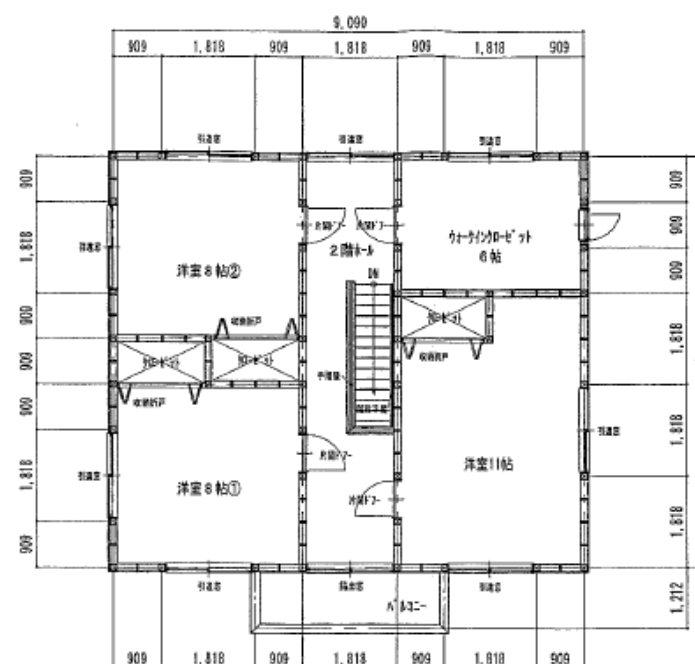 9,090
909 1,818 909 1,818 909 1,818 909
引違窓 引違窓 引違窓
909
1,818
909
909
909
1,818
909
909
909
909
1,818
1,818
1,818
1,212
片開ドアー 片開ドアー
2階ホール
ウォークインクローゼット
6帖
DN
洋室8帖②
引違窓
収納折戸
クローゼット クローゼット クローゼット
収納折戸
収納折戸
手摺壁
引違窓
片開ドアー
洋室11帖
引違窓
洋室8帖①
片開ドアー
引違窓 掃出窓 引違窓
バルコニー
909 1,818 909 1,818 909 1,818 909